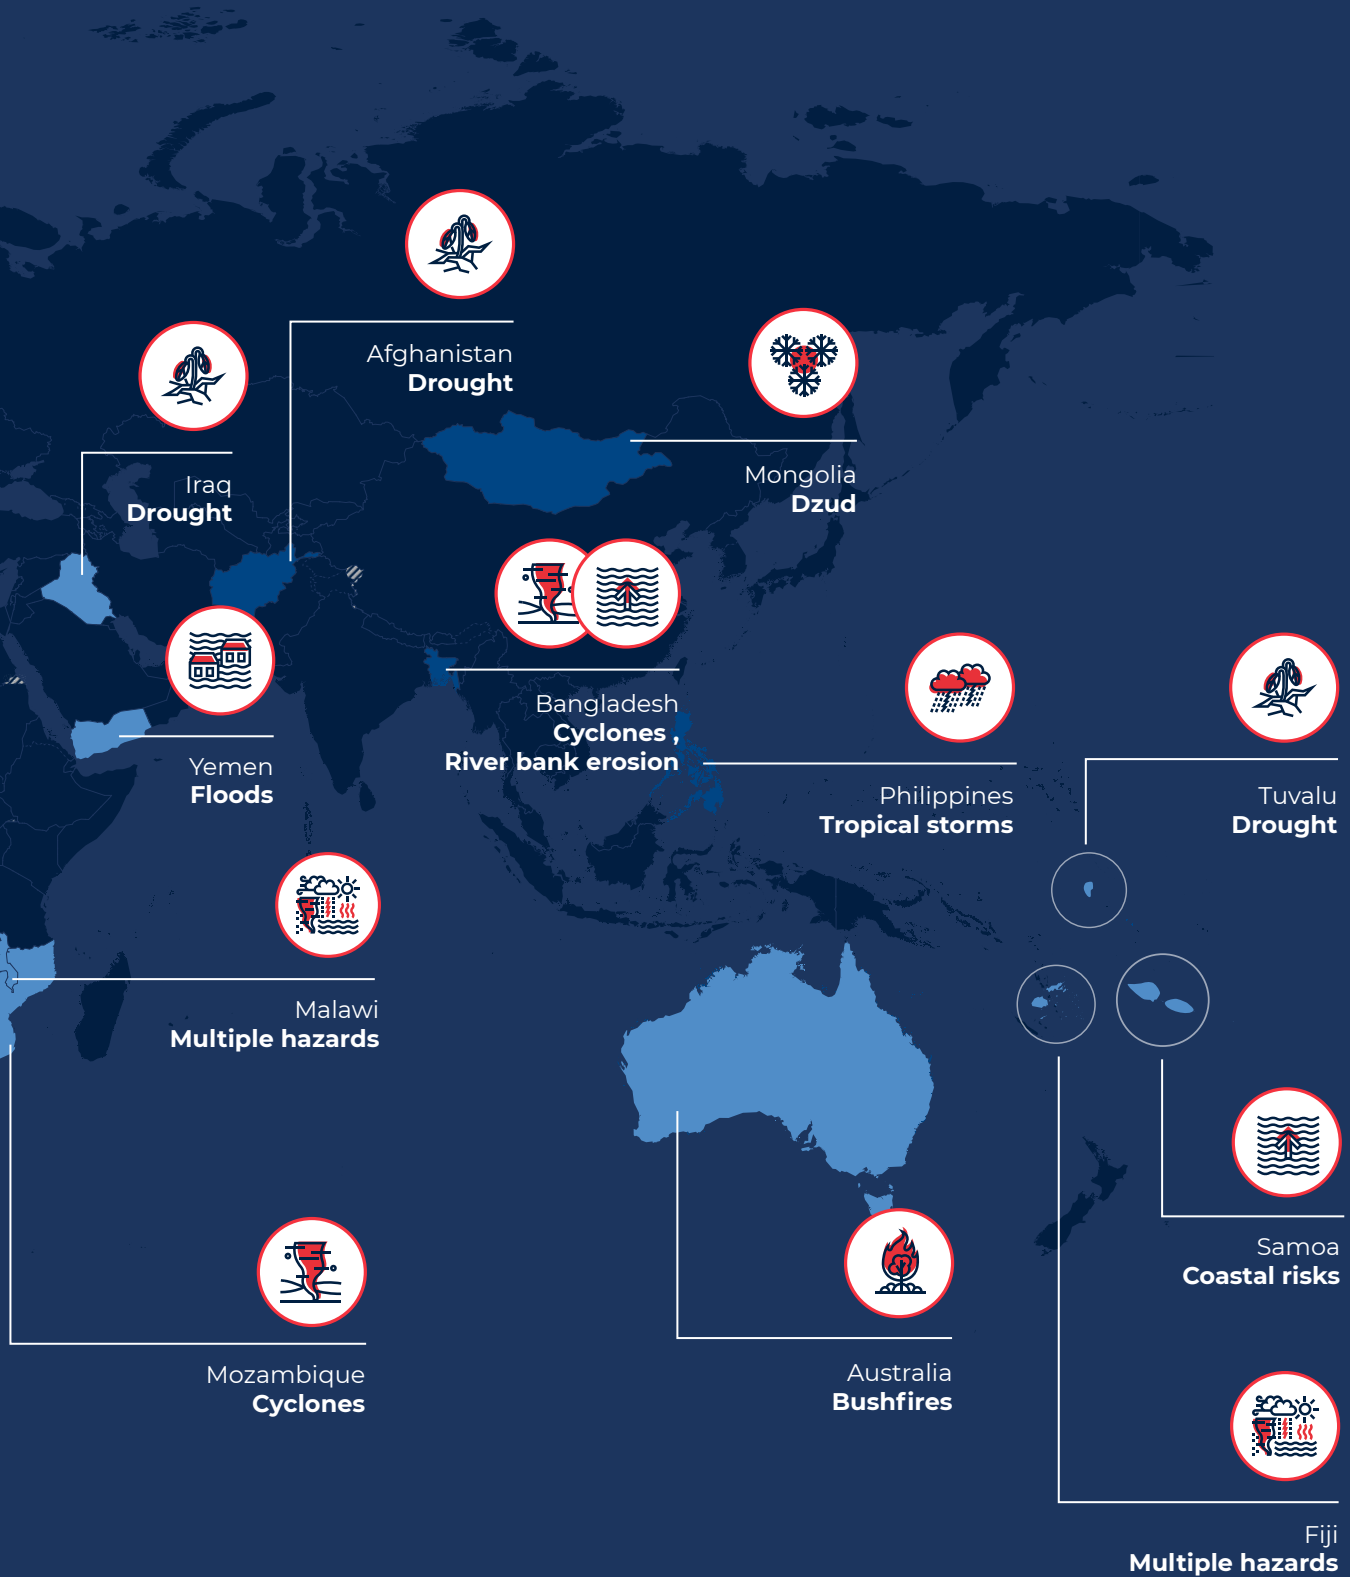 Afghanistan
Drought
Iraq
Drought
Mongolia
Dzud
Bangladesh
Cyclones ,
River bank erosion
Yemen
Floods
Philippines
Tropical storms
Tuvalu
Drought
Malawi
Multiple hazards
Samoa
Coastal risks
Mozambique
Cyclones
Australia
Bushfires
Fiji
Multiple hazards